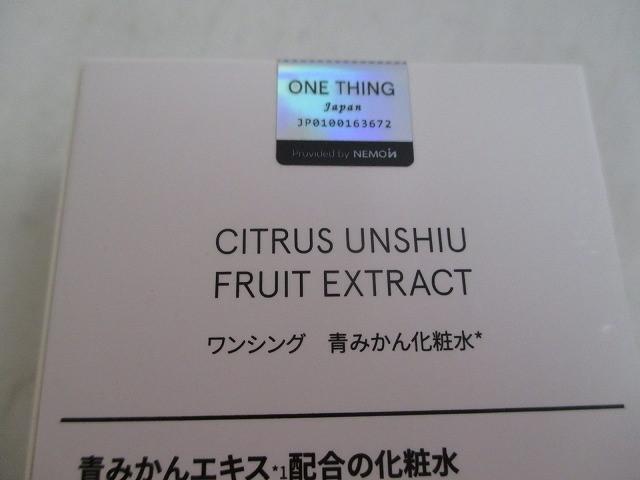 ONE THING
Japan
JP0100163672
Provided by NEMOИ
CITRUS UNSHIU
FRUIT EXTRACT
ワンシング　青みかん化粧水*
青みかんエキス*1配合の化粧水